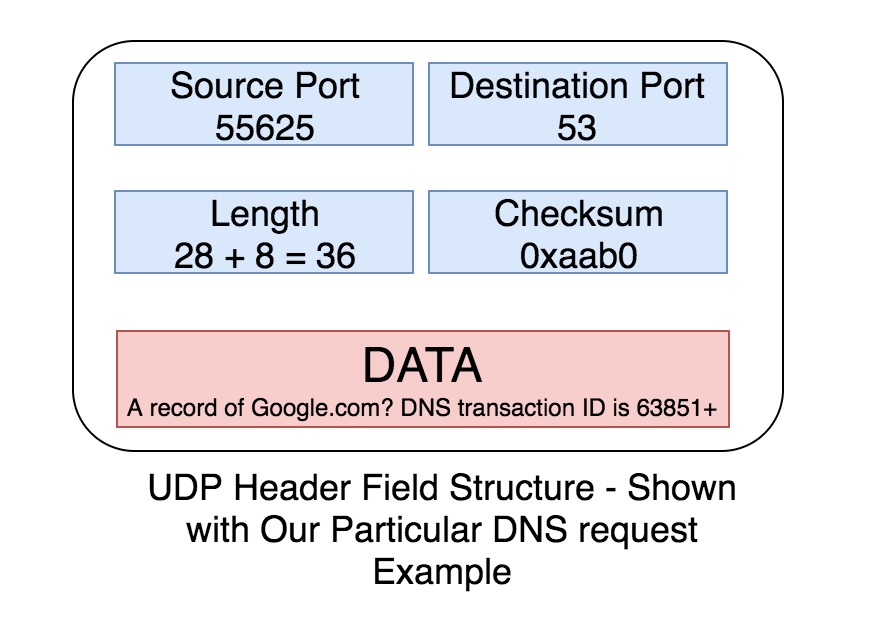 Source Port
55625
Destination Port
53
Length
28 + 8 = 36
Checksum
0xaab0
DATA
A record of Google.com? DNS transaction ID is 63851+
UDP Header Field Structure - Shown
with Our Particular DNS request
Example